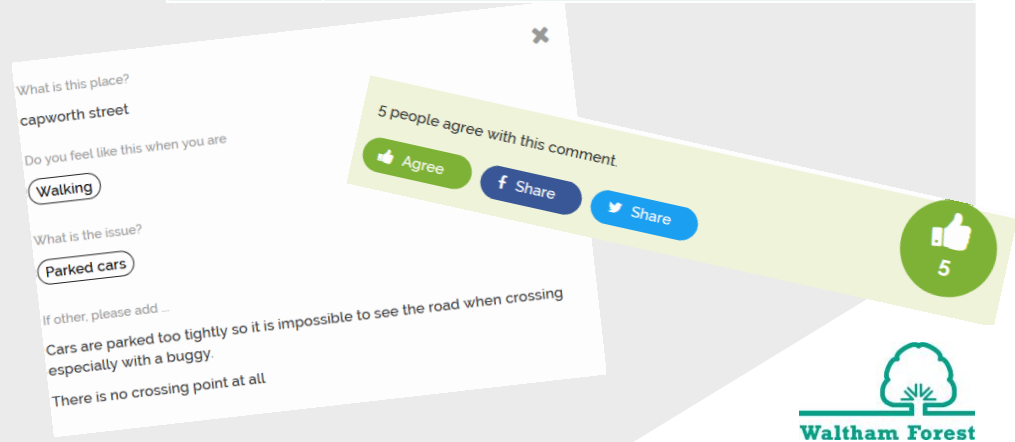 What is this place?
capworth street
Do you feel like this when you are
Walking
What is the issue?
Parked cars
If other, please add ...
Cars are parked too tightly so it is impossible to see the road when crossing
especially with a buggy.
There is no crossing point at all
5 people agree with this comment.
Agree
Share
Share
5
Waltham Forest